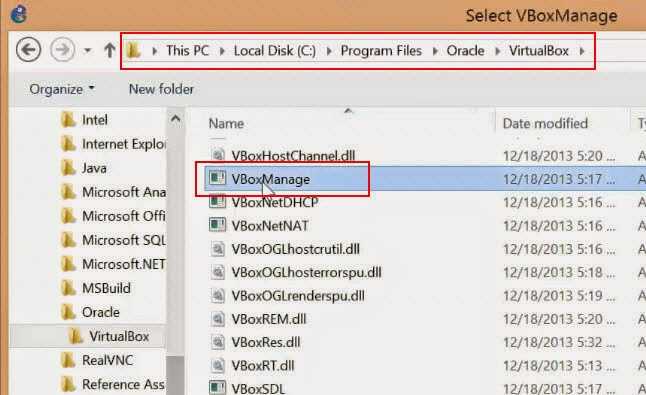 Select VBoxManage
This PC Local Disk (C:) Program Files Oracle VirtualBox
Organize New folder
Name Date modified
Intel
Internet Explo
Java
Microsoft Ana
Microsoft Offi
Microsoft SQL
Microsoft.NET
MSBuild
Oracle
VirtualBox
RealVNC
Reference Ass
VBoxHostChannel.dll 12/18/2013 5:20 ... A
VBoxManage 12/18/2013 5:17 ... A
VBoxNetDHCP 12/18/2013 5:16 ... A
VBoxNetNAT 12/18/2013 5:16 ... A
VBoxOGLhostcrutil.dll 12/18/2013 5:16 ... A
VBoxOGLhosterrorspu.dll 12/18/2013 5:18 ... A
VBoxOGLrenderspu.dll 12/18/2013 5:19 ... A
VBoxREM.dll 12/18/2013 5:20 ... A
VBoxRes.dll 12/18/2013 5:32 ... A
VBoxRT.dll 12/18/2013 5:13 ... A
VBoxSDL 12/18/2013 5:16 ... A